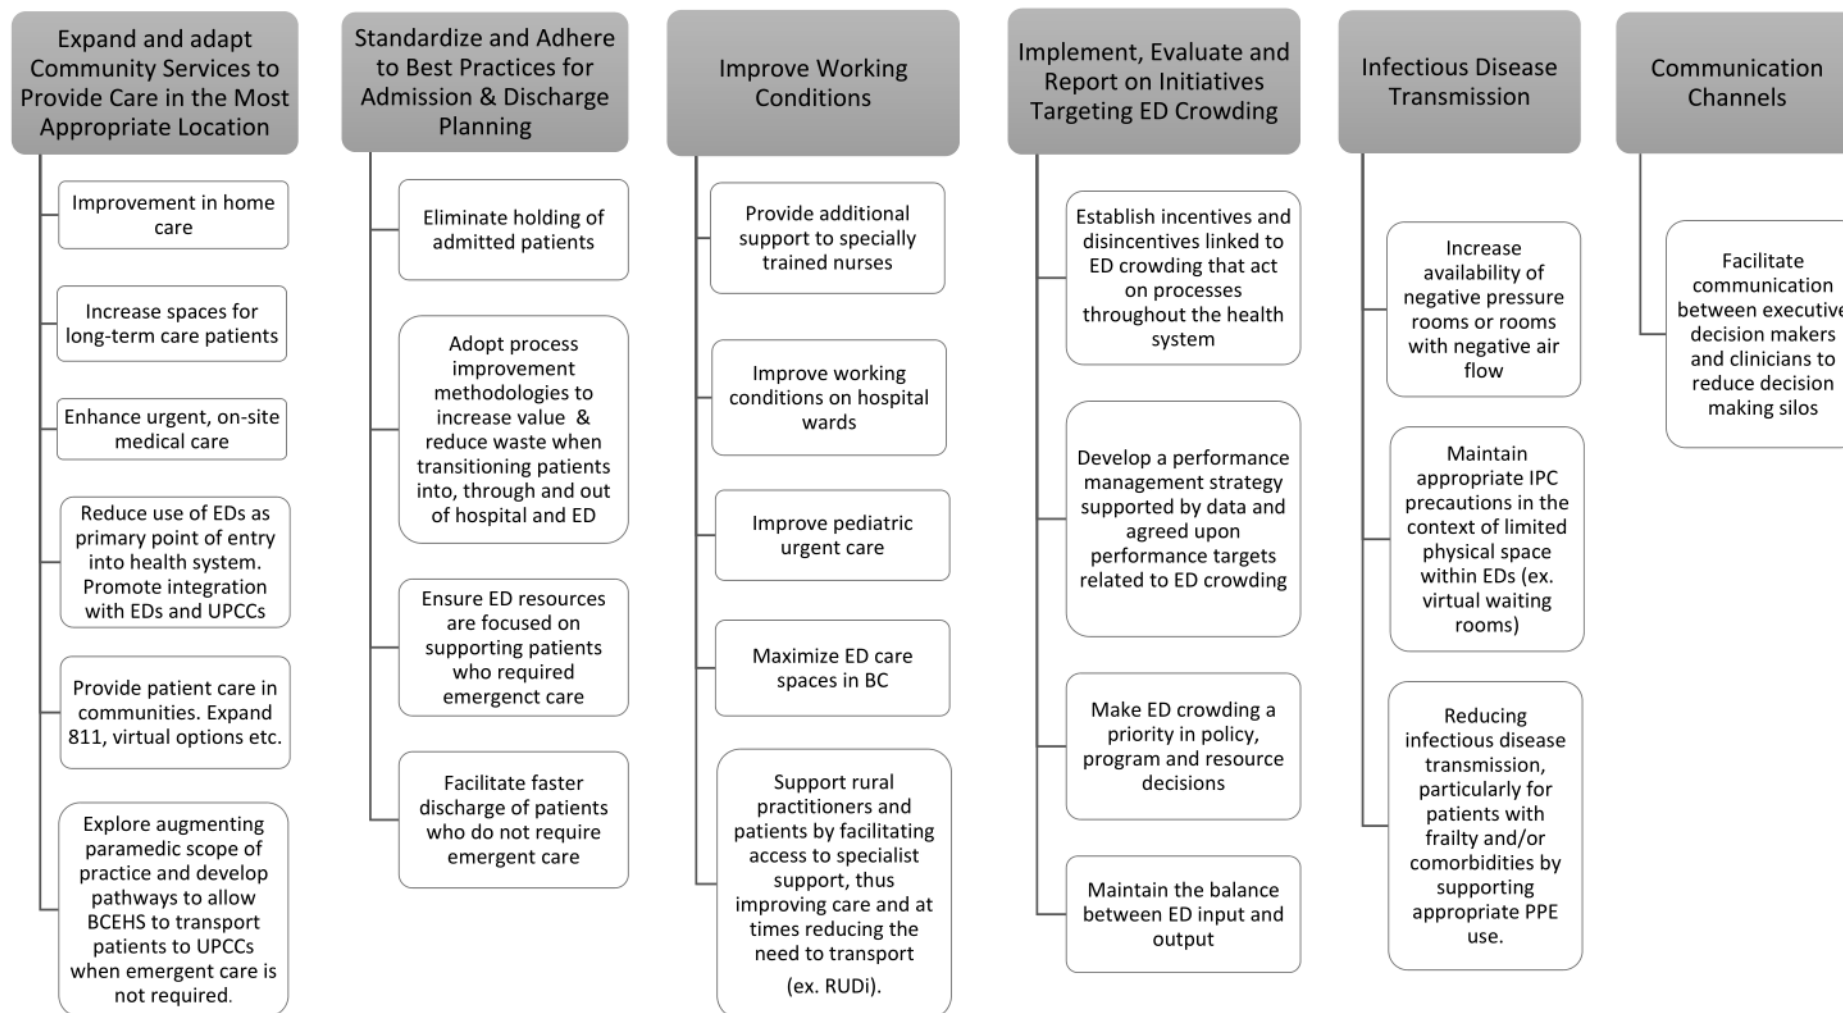 Expand and adapt
Community Services to
Provide Care in the Most
Appropriate Location
Improvement in home
care
Increase spaces for
long-term care patients
Enhance urgent, on-site
medical care
Reduce use of EDs as
primary point of entry
into health system.
Promote integration
with EDs and UPCCs
Provide patient care in
communities. Expand
811, virtual options etc.
Explore augmenting
paramedic scope of
practice and develop
pathways to allow
BCEHS to transport
patients to UPCCs
when emergent care is
not required.
Standardize and Adhere
to Best Practices for
Admission & Discharge
Planning
Eliminate holding of
admitted patients
Adopt process
improvement
methodologies to
increase value &
reduce waste when
transitioning patients
into, through and out
of hospital and ED
Ensure ED resources
are focused on
supporting patients
who required
emergenct care
Facilitate faster
discharge of patients
who do not require
emergent care
Improve Working
Conditions
Provide additional
support to specially
trained nurses
Improve working
conditions on hospital
wards
Improve pediatric
urgent care
Maximize ED care
spaces in BC
Support rural
practitioners and
patients by facilitating
access to specialist
support, thus
improving care and at
times reducing the
need to transport
(ex. RUDi).
Implement, Evaluate and
Report on Initiatives
Targeting ED Crowding
Establish incentives and
disincentives linked to
ED crowding that act
on processes
throughout the health
system
Develop a performance
management strategy
supported by data and
agreed upon
performance targets
related to ED crowding
Make ED crowding a
priority in policy,
program and resource
decisions
Maintain the balance
between ED input and
output
Infectious Disease
Transmission
Increase
availability of
negative pressure
rooms or rooms
with negative air
flow
Maintain
appropriate IPC
precautions in the
context of limited
physical space
within EDs (ex.
virtual waiting
rooms)
Reducing
infectious disease
transmission,
particularly for
patients with
frailty and/or
comorbidities by
supporting
appropriate PPE
use.
Communication
Channels
Facilitate
communication
between executive
decision makers
and clinicians to
reduce decision
making silos